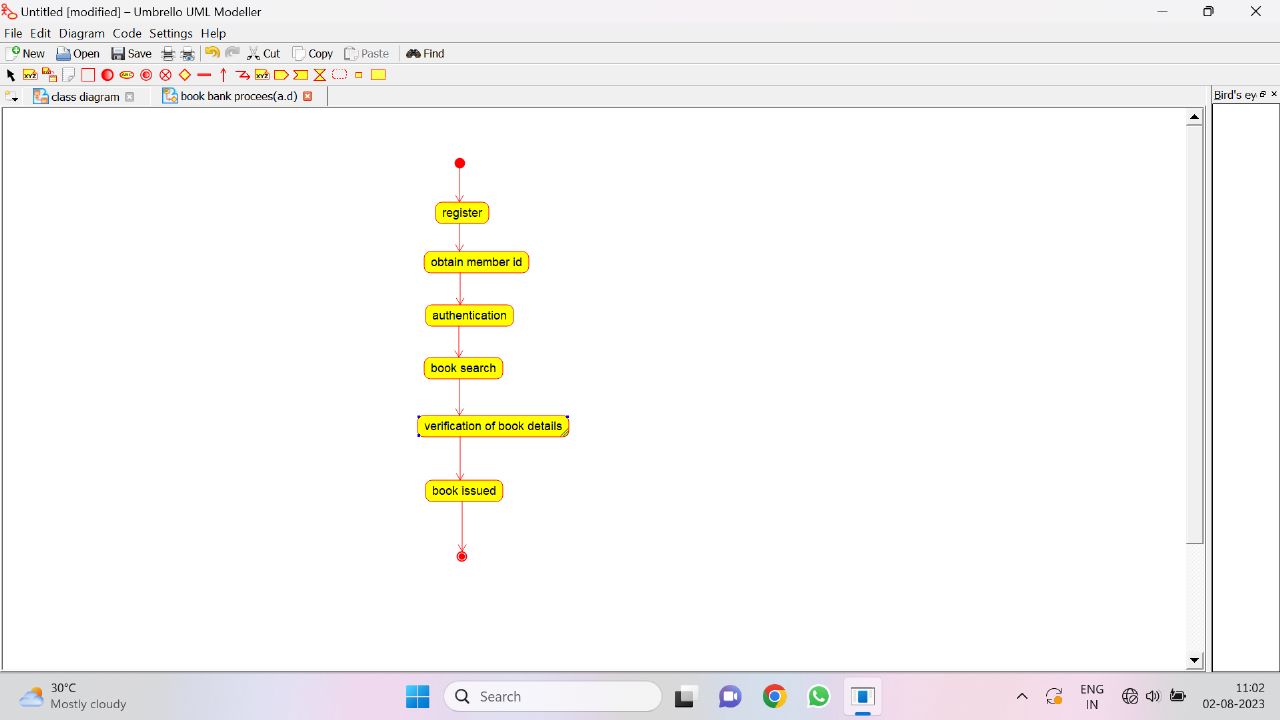 Untitled [modified] – Umbrello UML Modeller
File Edit Diagram Code Settings Help
New Open Save Cut Copy Paste Find
class diagram book bank procees(a.d) Bird's ey
register
obtain member id
authentication
book search
verification of book details
book issued
30°C
Mostly cloudy
Search
ENG
IN
11:02
02-08-2023